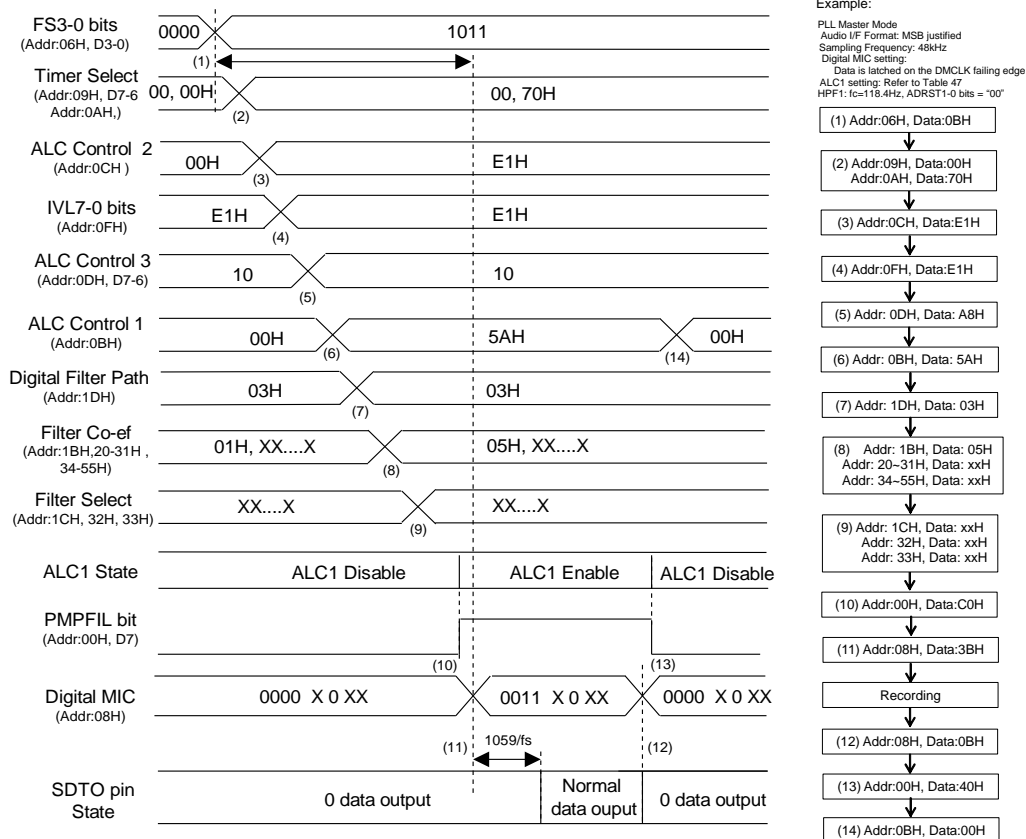 FS3-0 bits
(Addr:06H, D3-0)
0000
1011
(1)
Timer Select
(Addr:09H, D7-6
Addr:0AH,)
00, 00H
00, 70H
(2)
ALC Control 2
(Addr:0CH )
00H
E1H
(3)
IVL7-0 bits
(Addr:0FH)
E1H
E1H
(4)
ALC Control 3
(Addr:0DH, D7-6)
10
10
(5)
ALC Control 1
(Addr:0BH)
00H
5AH
00H
(6)
(14)
Digital Filter Path
(Addr:1DH)
03H
03H
(7)
Filter Co-ef
(Addr:1BH,20-31H ,
34-55H)
01H, XX....X
05H, XX....X
(8)
Filter Select
(Addr:1CH, 32H, 33H)
XX....X
XX....X
(9)
ALC1 State
ALC1 Disable
ALC1 Enable
ALC1 Disable
PMPFIL bit
(Addr:00H, D7)
(10)
(13)
Digital MIC
(Addr:08H)
0000 X 0 XX
0011 X 0 XX
0000 X 0 XX
(11)
1059/fs
(12)
SDTO pin
State
0 data output
Normal
data ouput
0 data output
Example:
PLL Master Mode
Audio I/F Format: MSB justified
Sampling Frequency: 48kHz
Digital MIC setting:
Data is latched on the DMCLK failing edge
ALC1 setting: Refer to Table 47
HPF1: fc=118.4Hz, ADRST1-0 bits = “00”
(1) Addr:06H, Data:0BH
(2) Addr:09H, Data:00H
Addr:0AH, Data:70H
(3) Addr:0CH, Data:E1H
(4) Addr:0FH, Data:E1H
(5) Addr: 0DH, Data: A8H
(6) Addr: 0BH, Data: 5AH
(7) Addr: 1DH, Data: 03H
(8) Addr: 1BH, Data: 05H
Addr: 20~31H, Data: xxH
Addr: 34~55H, Data: xxH
(9) Addr: 1CH, Data: xxH
Addr: 32H, Data: xxH
Addr: 33H, Data: xxH
(10) Addr:00H, Data:C0H
(11) Addr:08H, Data:3BH
Recording
(12) Addr:08H, Data:0BH
(13) Addr:00H, Data:40H
(14) Addr:0BH, Data:00H